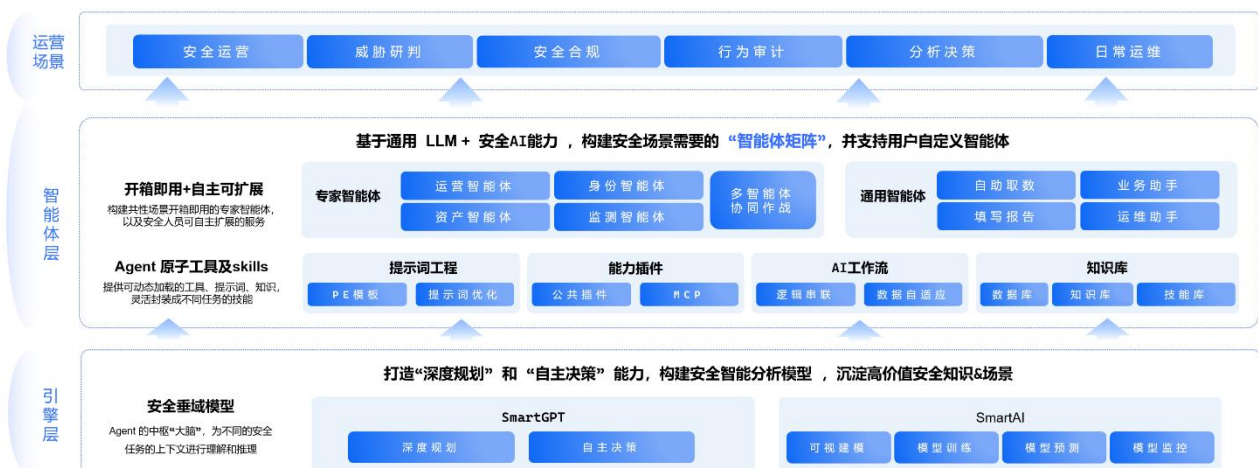 运营
场景
安全运营
威胁研判
安全合规
行为审计
分析决策
日常运维
智能体层
基于通用 LLM + 安全AI能力 ，构建安全场景需要的 “智能体矩阵”，并支持用户自定义智能体
开箱即用+自主可扩展
构建共性场景开箱即用的专家智能体，
以及安全人员可自主扩展的服务
专家智能体
运营智能体
身份智能体
资产智能体
监测智能体
多智能体
协同作战
通用智能体
自助取数
业务助手
填写报告
运维助手
Agent 原子工具及skills
提供可动态加载的工具、提示词、知识，
灵活封装成不同任务的技能
提示词工程
PE模板
提示词优化
能力插件
公共插件
MCP
AI工作流
逻辑串联
数据自适应
知识库
数据库
知识库
技能库
引擎层
打造“深度规划” 和 “自主决策” 能力，构建安全智能分析模型 ，沉淀高价值安全知识&场景
安全垂域模型
Agent 的中枢“大脑”，为不同的安全
任务的上下文进行理解和推理
SmartGPT
深度规划
自主决策
SmartAI
可视建模
模型训练
模型预测
模型监控